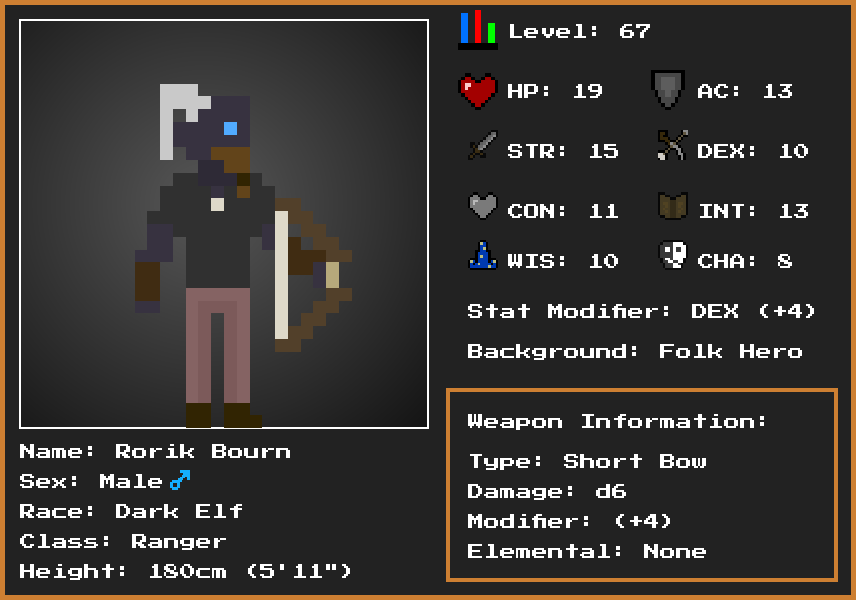 Level: 67
HP: 19
AC: 13
STR: 15
DEX: 10
CON: 11
INT: 13
WIS: 10
CHA: 8
Stat Modifier: DEX (+4)
Background: Folk Hero
Name: Rorik Bourn
Sex: Male ♂
Race: Dark Elf
Class: Ranger
Height: 180cm (5'11")
Weapon Information:
Type: Short Bow
Damage: d6
Modifier: (+4)
Elemental: None